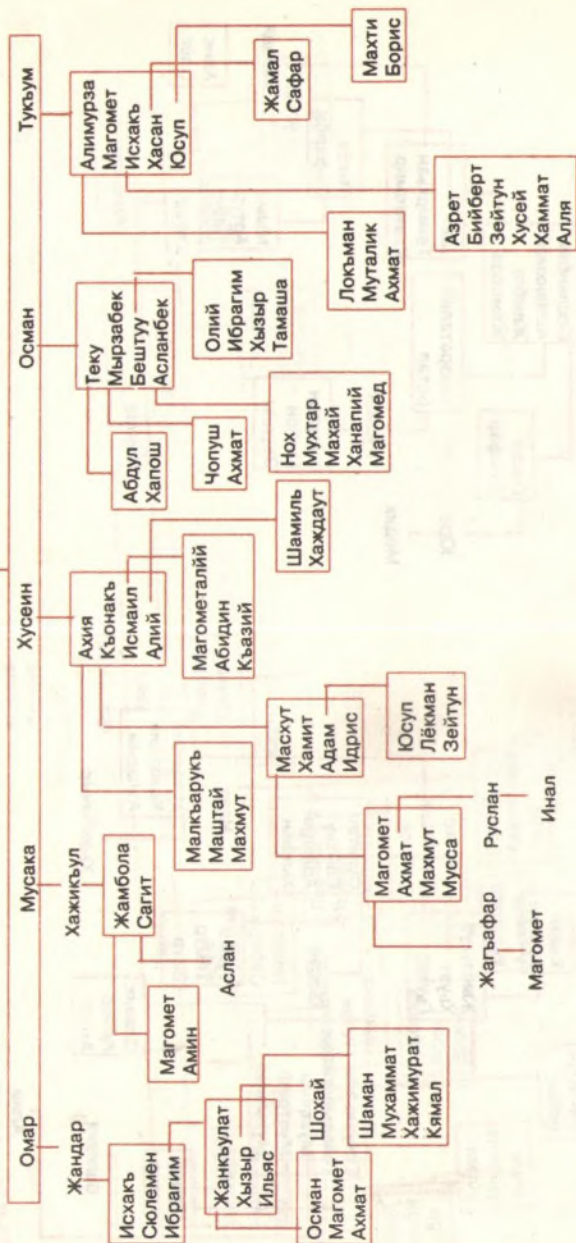 Омар
Мусака
Хусеин
Осман
Тукъум
Жандар
Исхакъ
Сюлемен
Ибрагим
Жанкъулат
Хызыр
Ильяс
Осман
Магомет
Ахмат
Шохай
Шаман
Мухаммат
Хажимурат
Кямал
Хажикъул
Жамбола
Сагит
Магомет
Амин
Аслан
Ахия
Къонакъ
Исмаил
Алий
Малкъарукъ
Маштай
Махмут
Масхут
Хамит
Адам
Идрис
Магомет
Ахмат
Махмут
Мусса
Жагъафар
Магомет
Руслан
Инал
Юсуп
Лёкман
Зейтун
Магометалий
Абидин
Къазий
Шамиль
Хаждаут
Теку
Мырзабек
Бештуу
Асланбек
Абдул
Хапош
Чопуш
Ахмат
Нох
Мухтар
Махай
Ханапий
Магомед
Олий
Ибрагим
Хызыр
Тамаша
Алимурза
Магомет
Исхакъ
Хасан
Юсуп
Локъман
Муталик
Ахмат
Азрет
Бийберт
Зейтун
Хусей
Хаммат
Алля
Жамал
Сафар
Махти
Борис